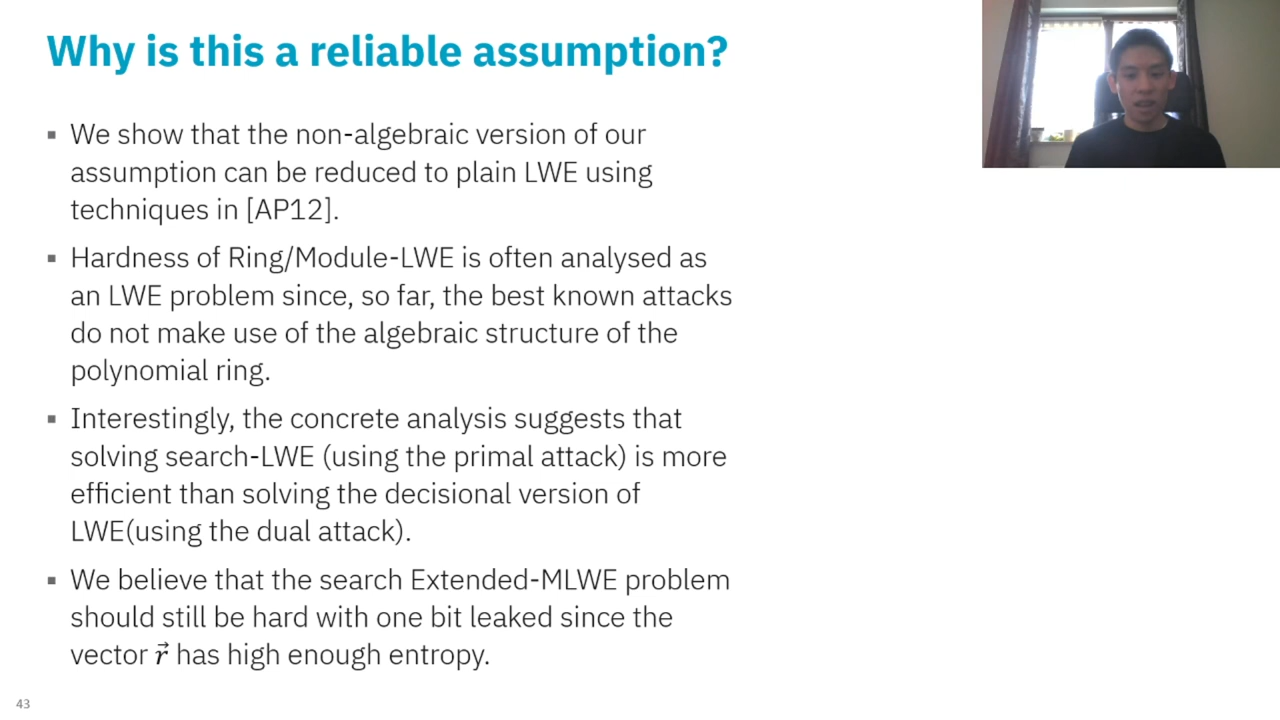 Why is this a reliable assumption?
▪ We show that the non-algebraic version of our
assumption can be reduced to plain LWE using
techniques in [AP12].
▪ Hardness of Ring/Module-LWE is often analysed as
an LWE problem since, so far, the best known attacks
do not make use of the algebraic structure of the
polynomial ring.
▪ Interestingly, the concrete analysis suggests that
solving search-LWE (using the primal attack) is more
efficient than solving the decisional version of
LWE(using the dual attack).
▪ We believe that the search Extended-MLWE problem
should still be hard with one bit leaked since the
vector r⃗ has high enough entropy.
43